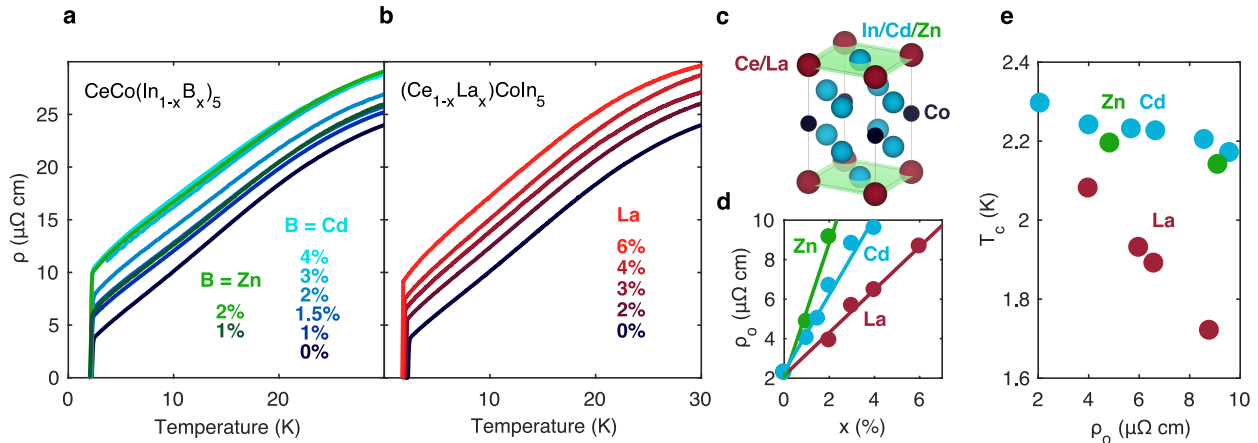 a
CeCo(In1-xBx)5
ρ (μΩ cm)
25
20
15
10
5
0
B = Cd
4%
3%
2%
1.5%
1%
0%
B = Zn
2%
1%
0 10 20
Temperature (K)
b
(Ce1-xLax)CoIn5
La
6%
4%
3%
2%
0%
0 10 20 30
Temperature (K)
c
In/Cd/Zn
Ce/La
Co
d
ρo (μΩ cm)
10
8
6
4
2
Zn
Cd
La
0 2 4 6
x (%)
e
Tc (K)
2.4
2.2
2
1.8
1.6
Zn Cd
La
2 4 6 8 10
ρo (μΩ cm)